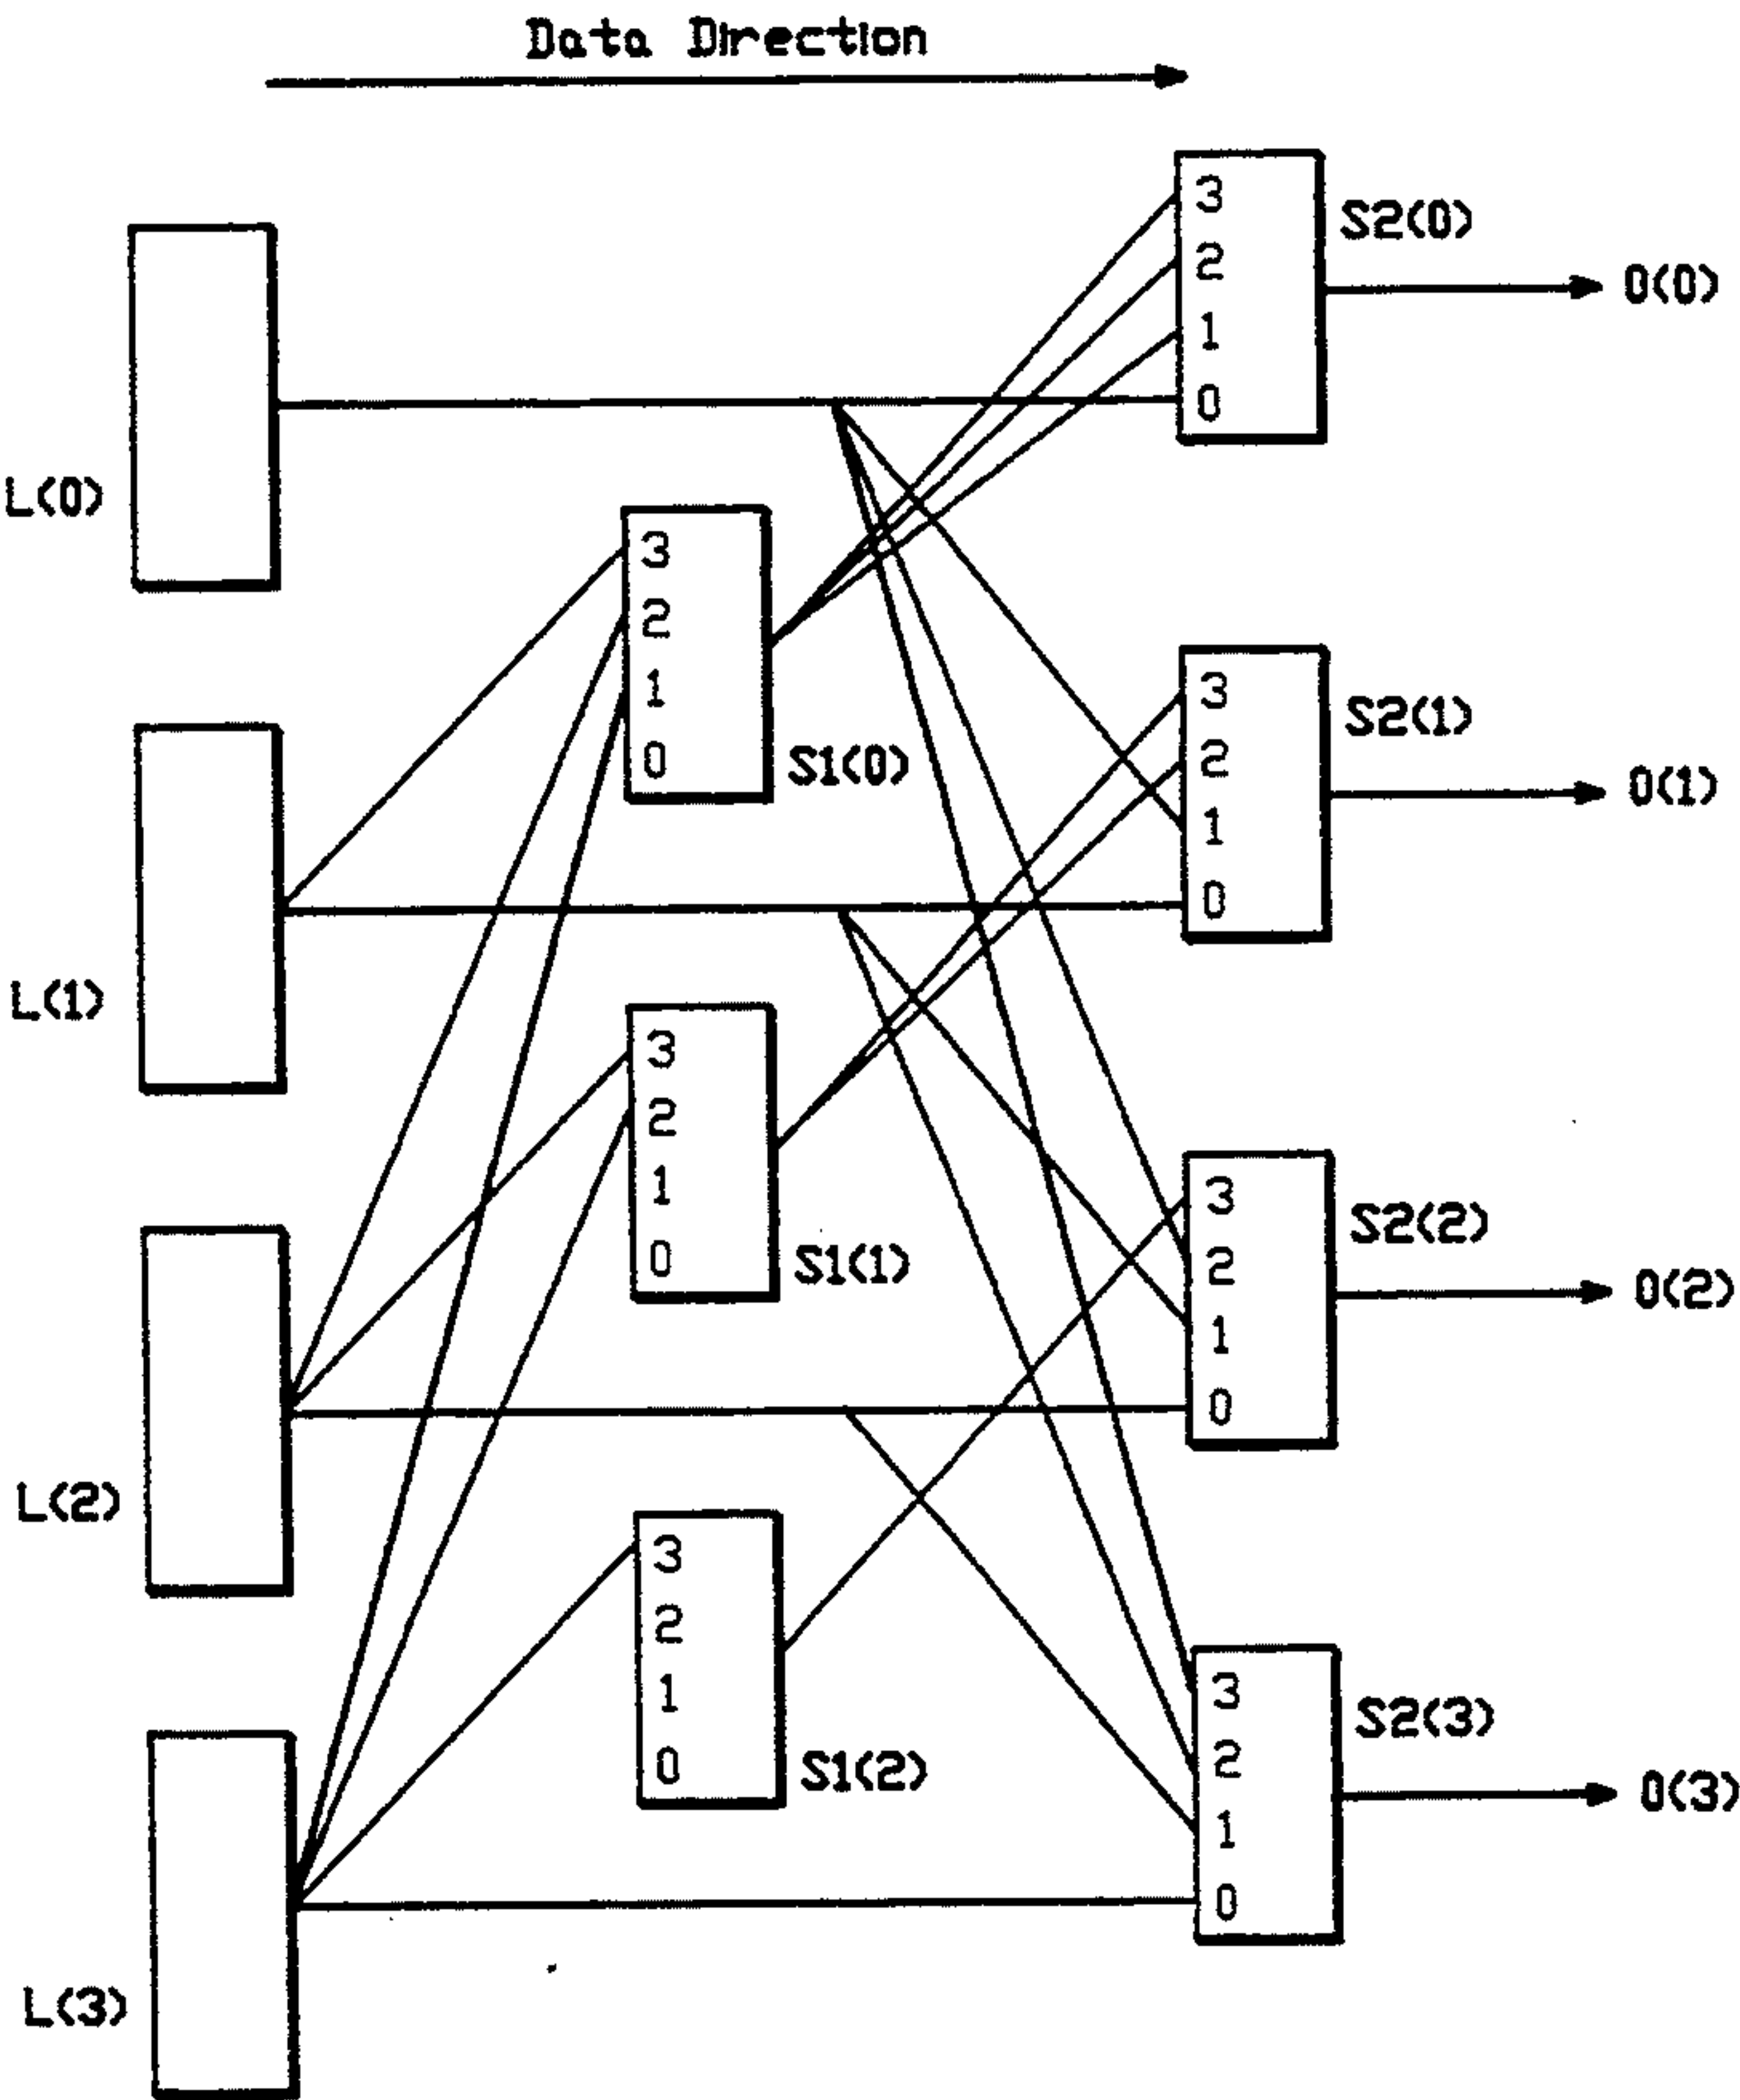 Data Direction
3
S2(0)
2
0(0)
1
0
L(0)
3
2
1
0
S1(0)
3
S2(1)
2
0(1)
1
0
L(1)
3
2
1
0
S1(1)
3
S2(2)
2
0(2)
1
0
L(2)
3
2
1
0
S1(2)
3
S2(3)
2
0(3)
1
0
L(3)